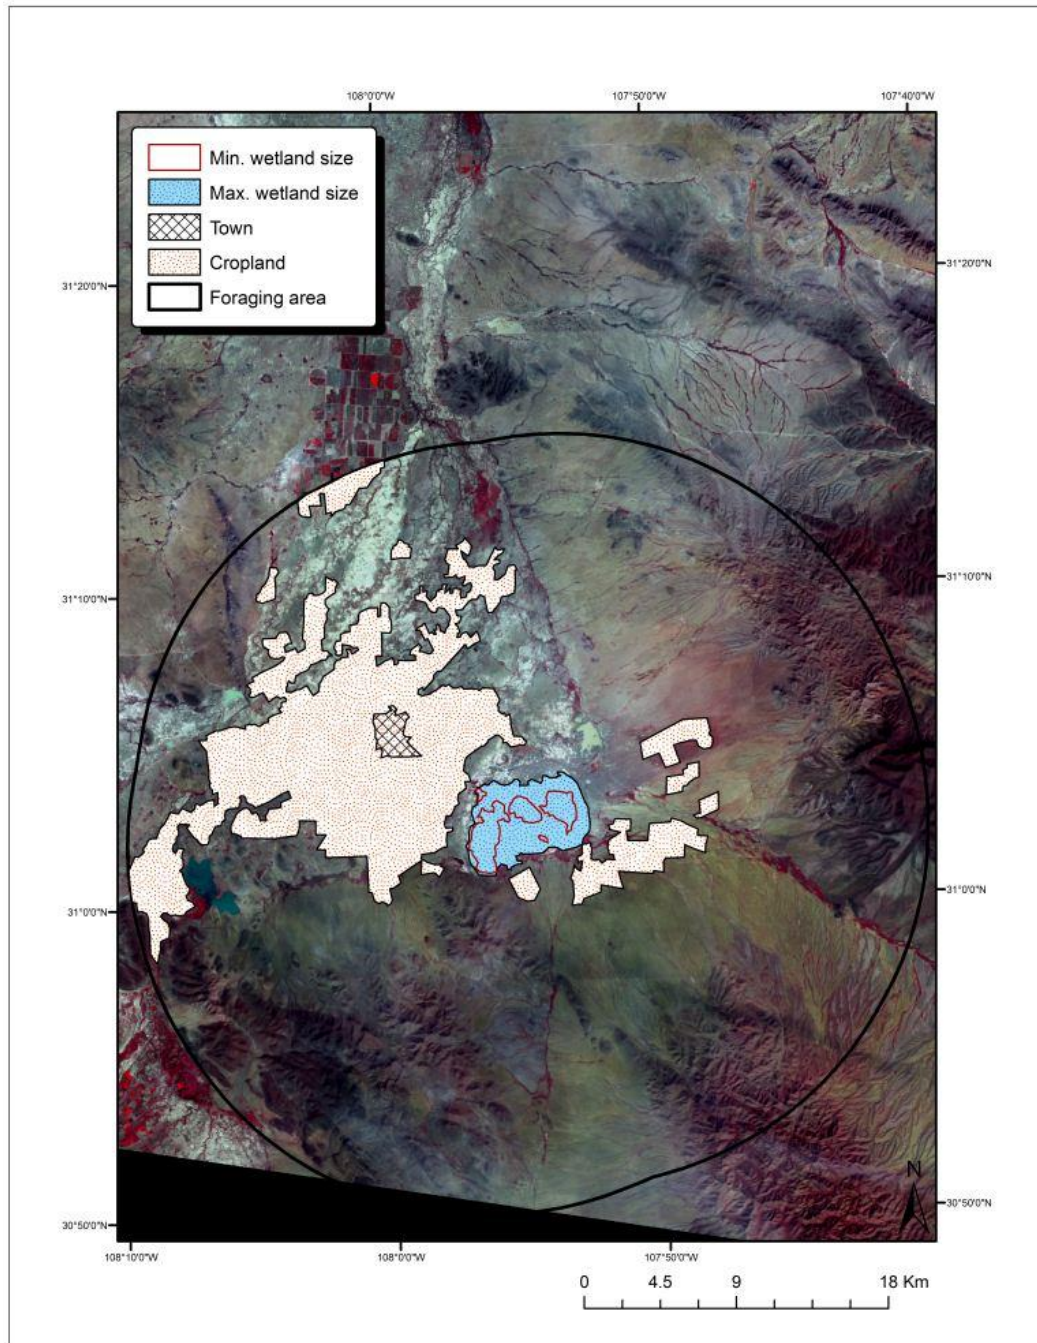 108°0'0"W 107°50'0"W 107°40'0"W
Min. wetland size
Max. wetland size
Town
Cropland
Foraging area
31°20'0"N 31°20'0"N
31°10'0"N 31°10'0"N
31°0'0"N 31°0'0"N
N
30°50'0"N 30°50'0"N
108°10'0"W 108°0'0"W 107°50'0"W
0 4.5 9 18 Km